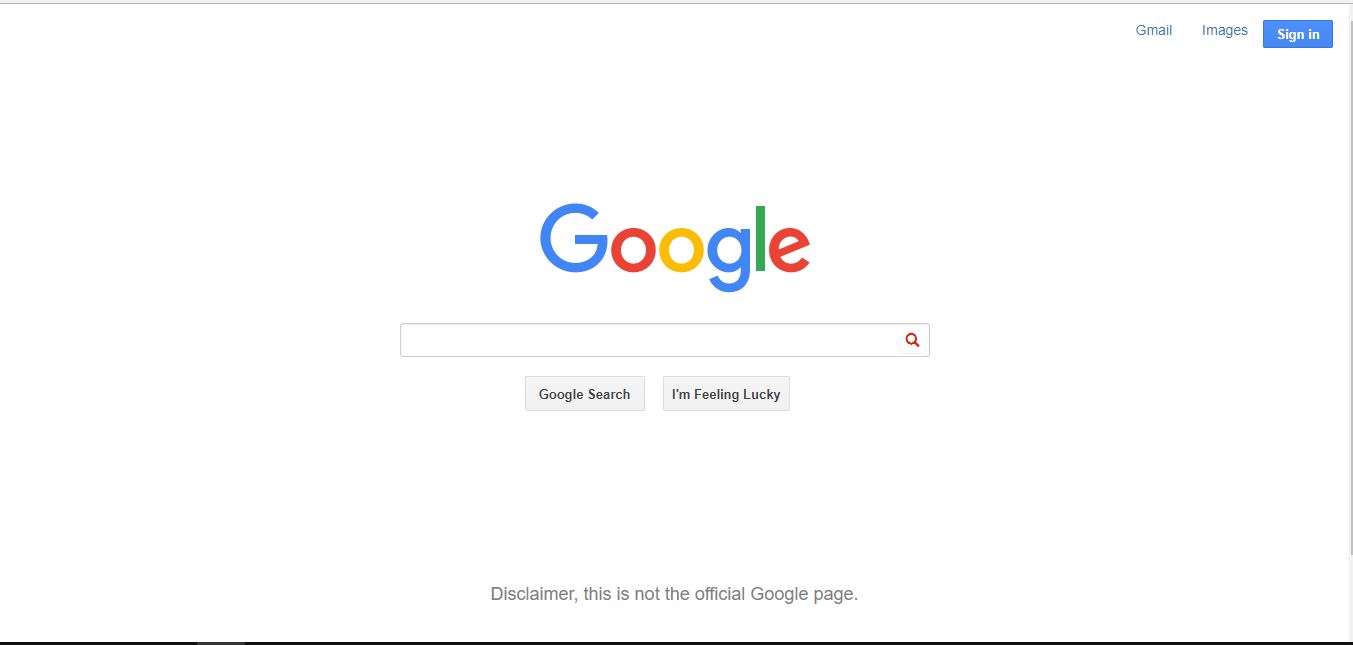 Gmail Images Sign in
Google
Google Search I'm Feeling Lucky
Disclaimer, this is not the official Google page.